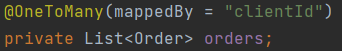 @OneToMany(mappedBy = "clientId")
private List<Order> orders;